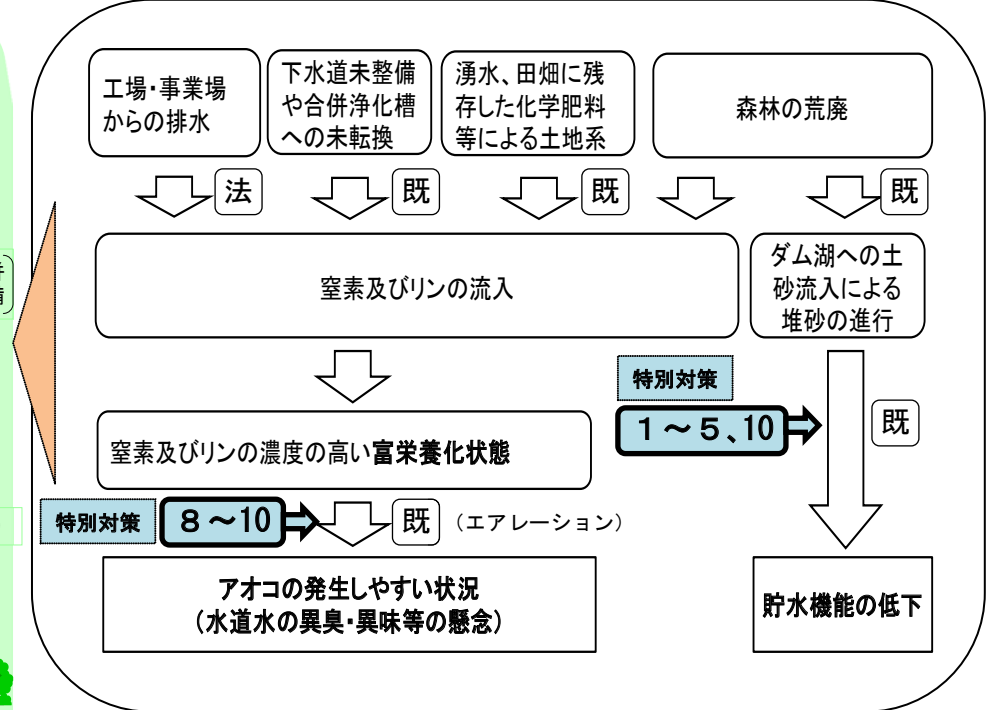 工場・事業場
からの排水
下水道未整備
や合併浄化槽
への未転換
湧水、田畑に残
存した化学肥料
等による土地系
森林の荒廃
法
既
既
既
窒素及びリンの流入
ダム湖への土
砂流入による
堆砂の進行
特別対策
1～5、10
既
窒素及びリンの濃度の高い富栄養化状態
特別対策
8～10
既
（エアレーション）
アオコの発生しやすい状況
（水道水の異臭・異味等の懸念）
貯水機能の低下